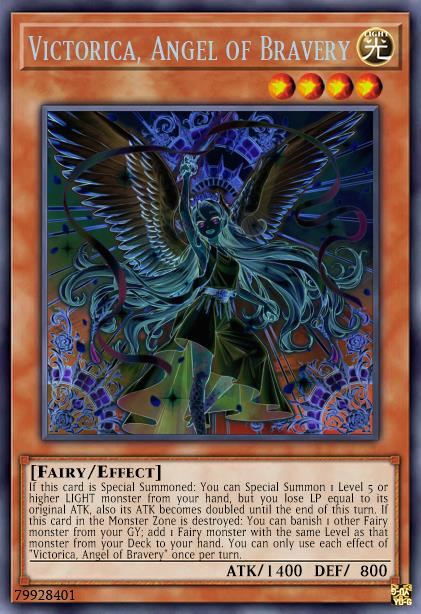 Victorica, Angel of Bravery
LIGHT
光
[Fairy/Effect]
If this card is Special Summoned: You can Special Summon 1 Level 5 or
higher LIGHT monster from your hand, but you lose LP equal to its
original ATK, also its ATK becomes doubled until the end of this turn. If
this card in the Monster Zone is destroyed: You can banish 1 other Fairy
monster from your GY; add 1 Fairy monster with the same Level as that
monster from your Deck to your hand. You can only use each effect of
"Victorica, Angel of Bravery" once per turn.
ATK/1400 DEF/ 800
79928401